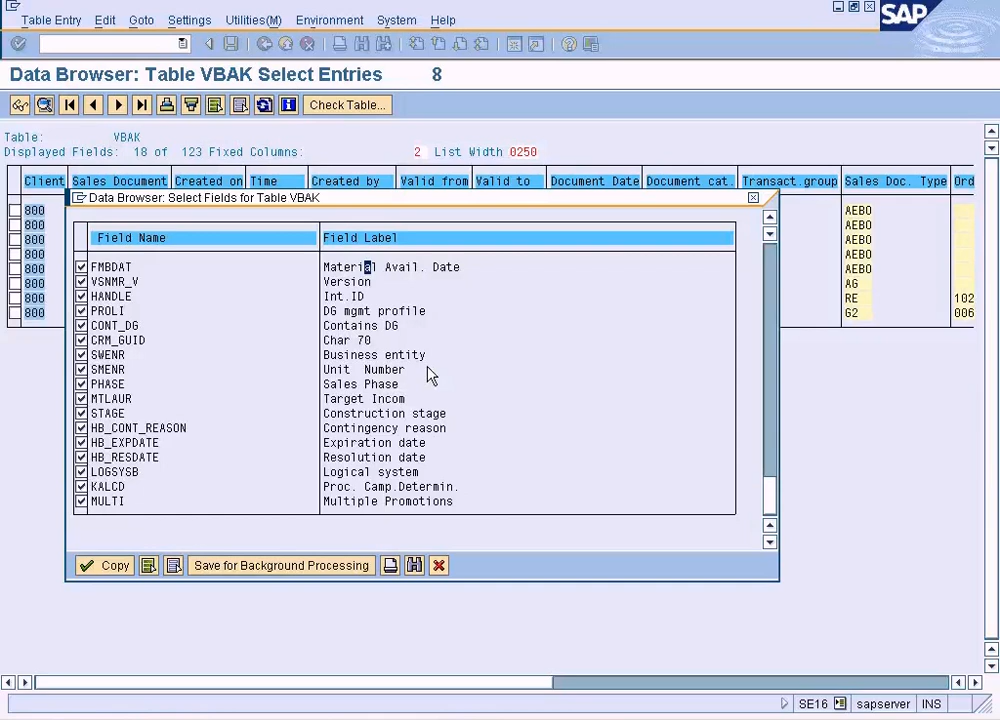 Table Entry Edit Goto Settings Utilities(M) Environment System Help
SAP
Data Browser: Table VBAK Select Entries 8
Check Table...
Table: VBAK
Displayed Fields: 18 of 123 Fixed Columns: 2 List Width 0250
Client Sales Document Created on Time Created by Valid from Valid to Document Date Document cat. Transact.group Sales Doc. Type Ord
Data Browser: Select Fields for Table VBAK
800 AEBO
800 AEBO
800 AEBO
800 AEBO
800 AEBO
800 AG
800 RE 102
800 G2 006
Field Name Field Label
FMBDAT Material Avail. Date
VSNMR_V Version
HANDLE Int.ID
PROLI DG mgmt profile
CONT_DG Contains DG
CRM_GUID Char 70
SWENR Business entity
SMENR Unit Number
PHASE Sales Phase
MTLAUR Target Incom
STAGE Construction stage
HB_CONT_REASON Contingency reason
HB_EXPDATE Expiration date
HB_RESDATE Resolution date
LOGSYSB Logical system
KALCD Proc. Camp.Determin.
MULTI Multiple Promotions
Copy Save for Background Processing
SE16 sapserver INS